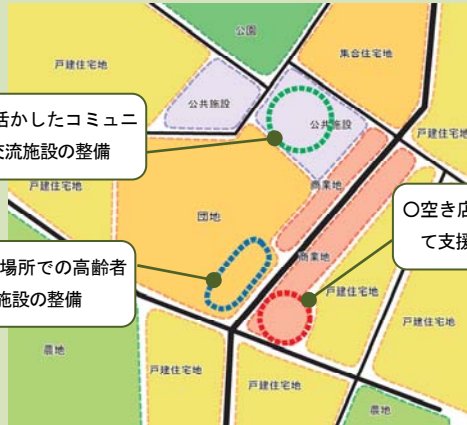 公園
戸建住宅地
集合住宅地
活かしたコミュニ
交流施設の整備
公共施設
公共施設
戸建住宅地
戸建住宅地
商業地
団地
〇空き店
て支援
商業地
場所での高齢者
施設の整備
戸建住宅地
戸建住宅地
農地
戸建住宅地
戸建住宅地
農地